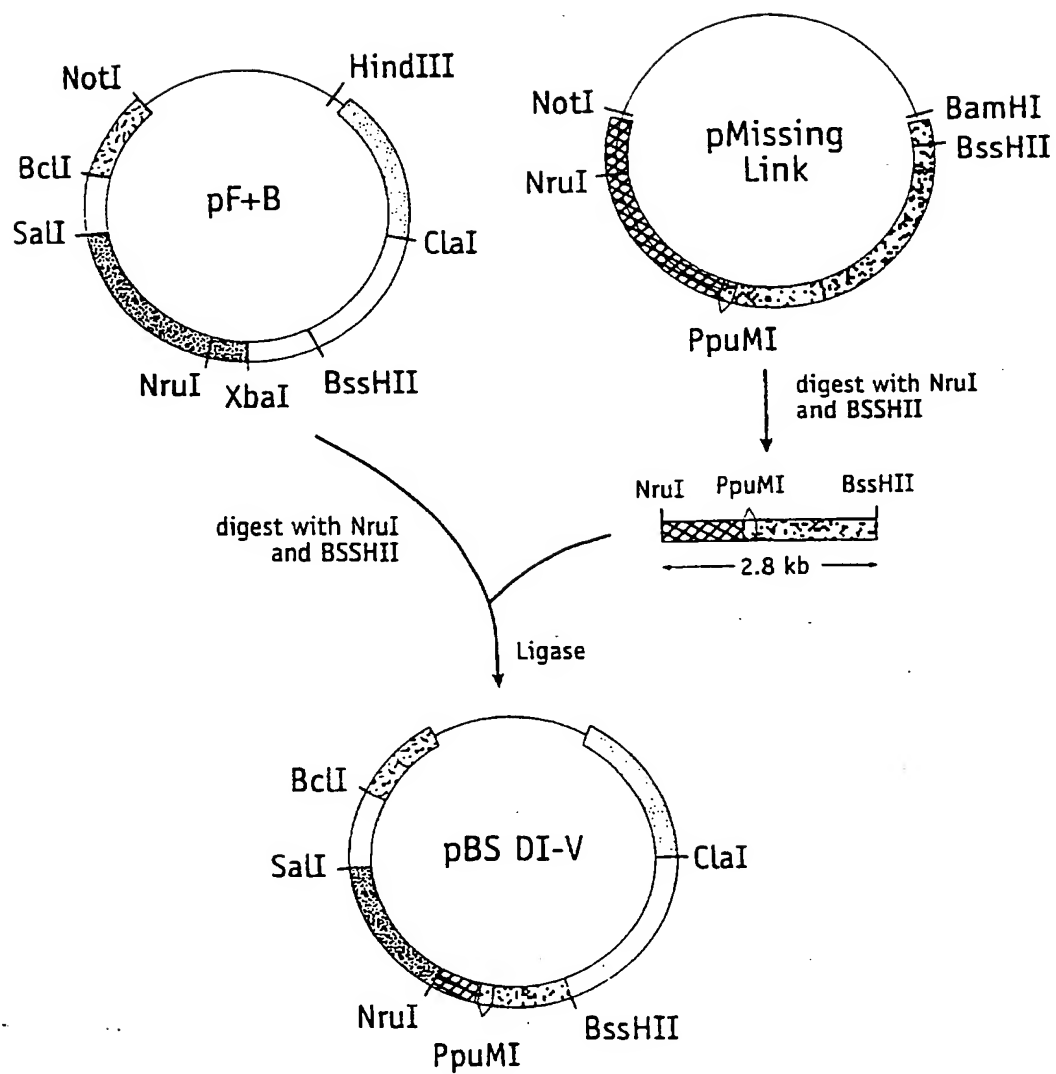 NotI
HindIII
BclI
pF+B
SalI
ClaI
NruI
XbaI
BssHII
NotI
BamHI
pMissing
Link
BssHII
NruI
PpuMI
digest with NruI
and BSSHII
NruI
PpuMI
BssHII
2.8 kb
digest with NruI
and BSSHII
Ligase
BclI
pBS DI-V
SalI
ClaI
NruI
PpuMI
BssHII